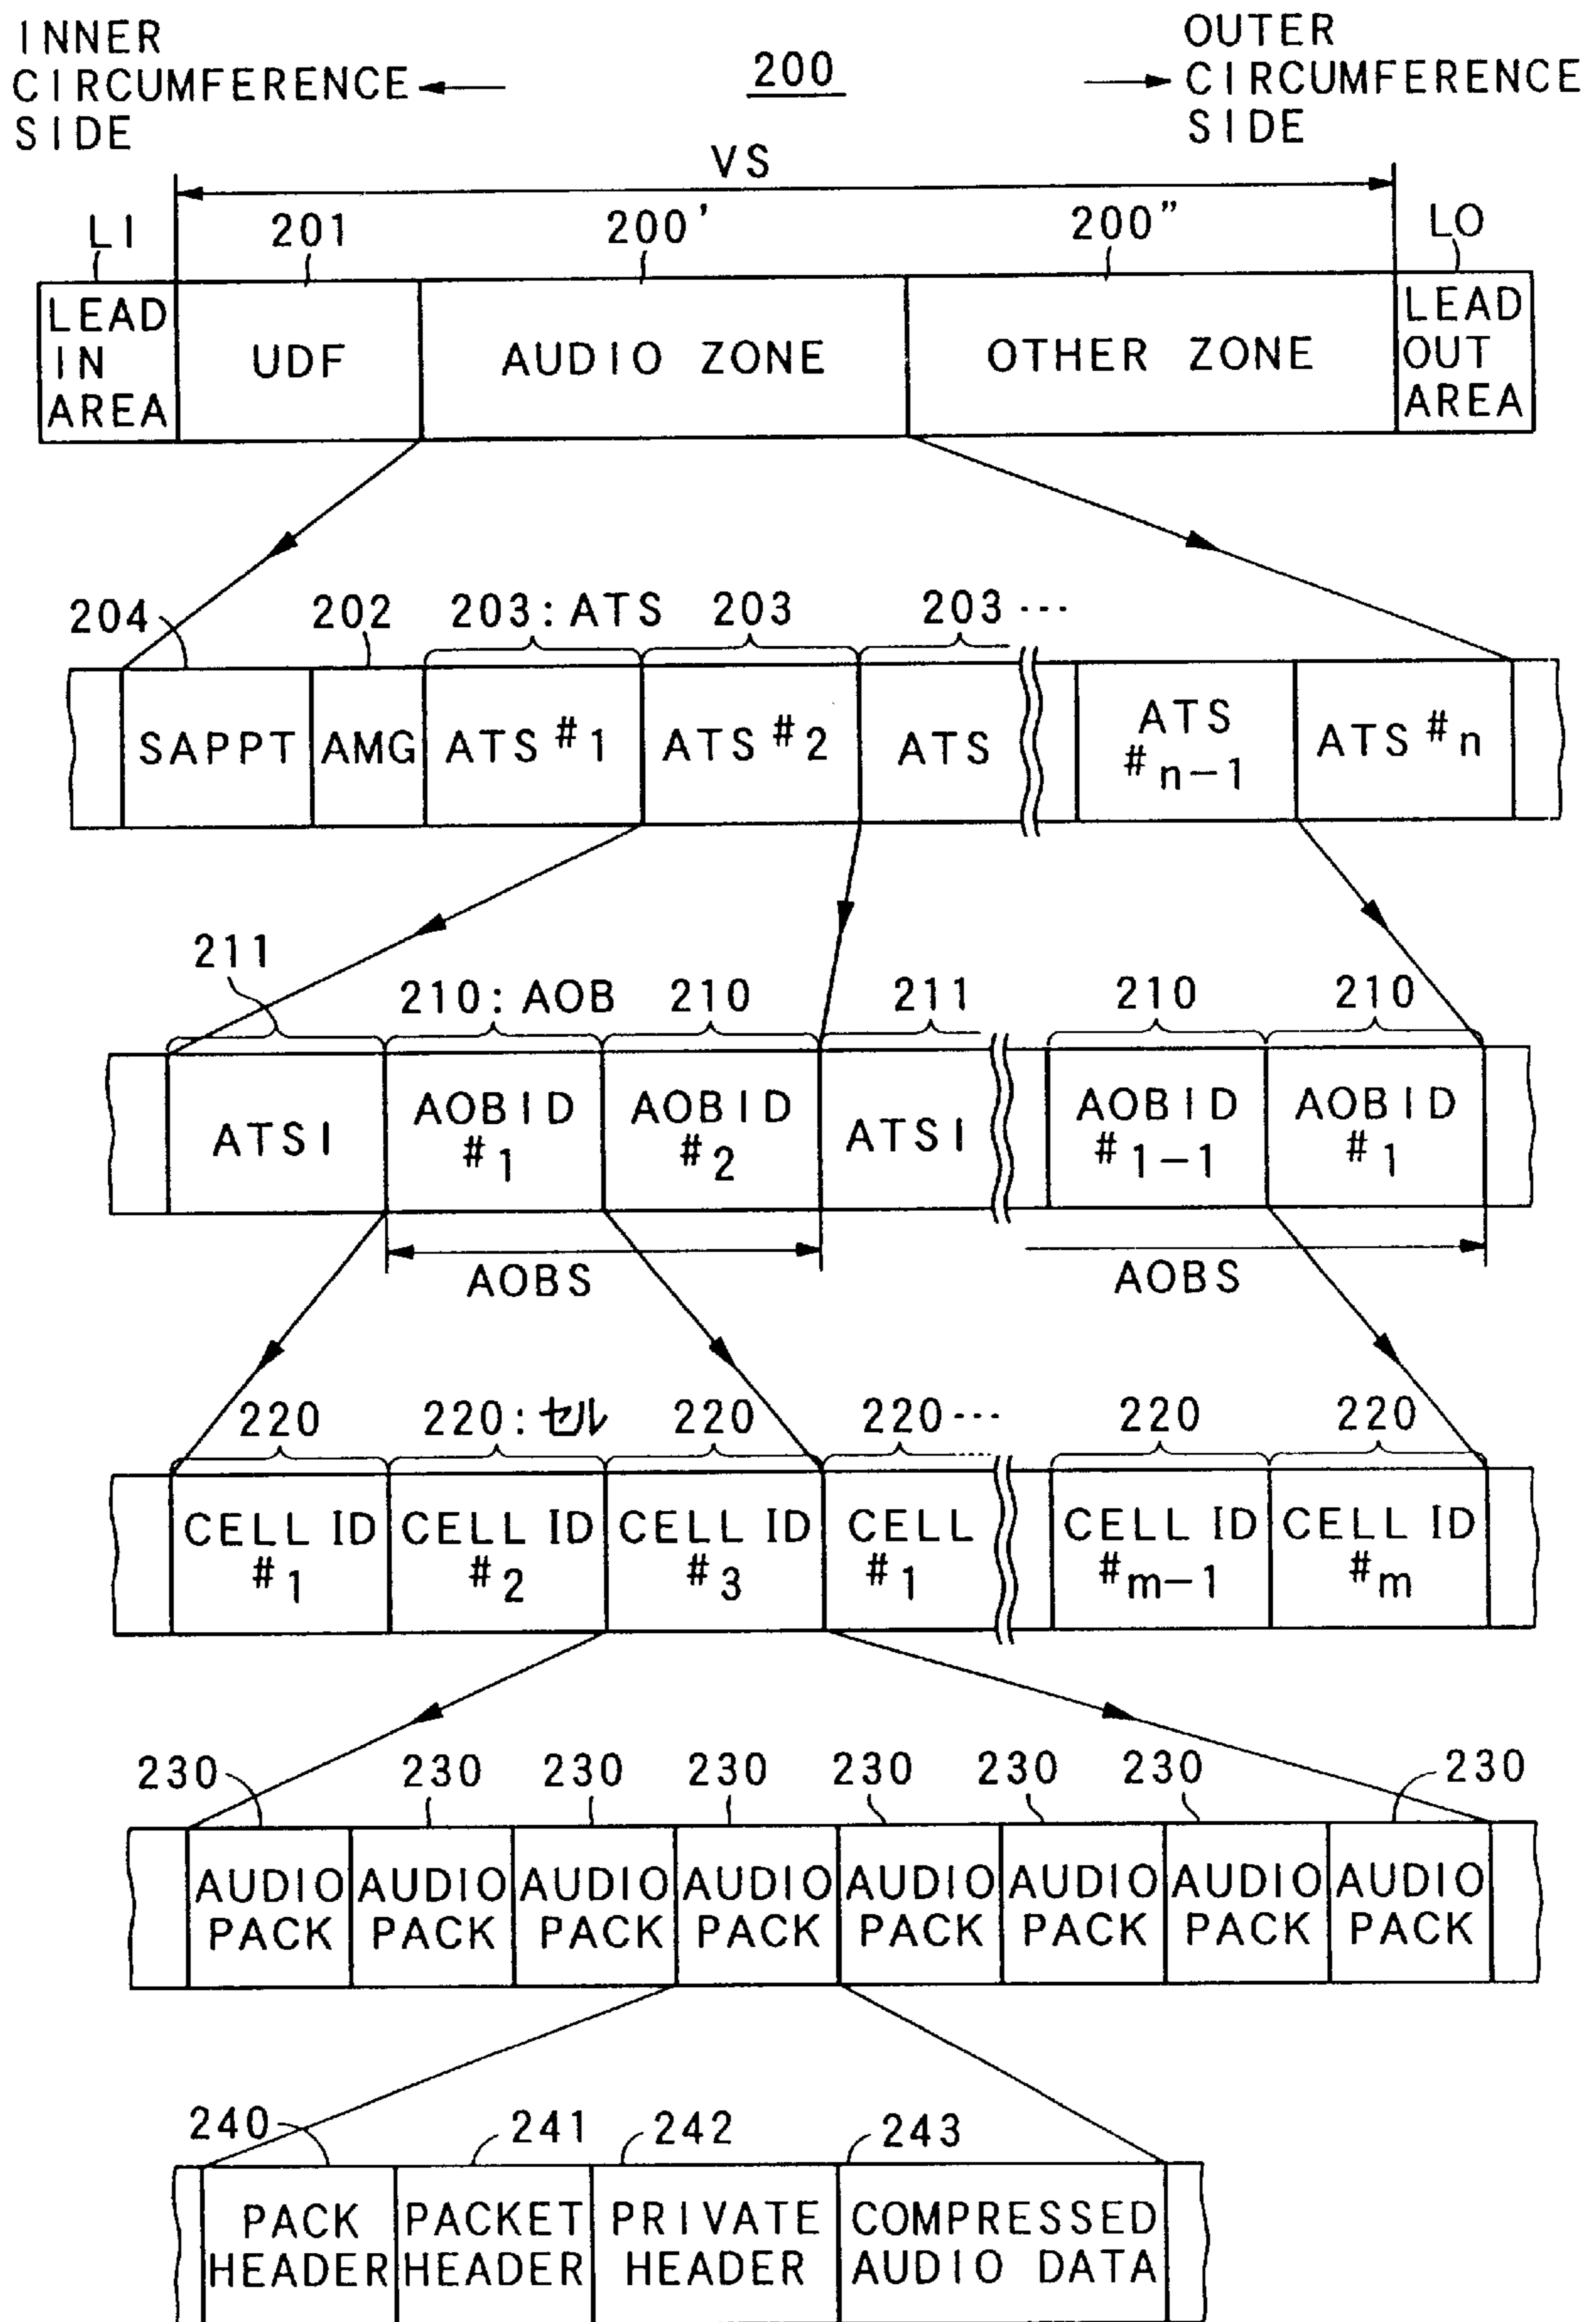 INNER
CIRCUMFERENCE
SIDE
200
OUTER
CIRCUMFERENCE
SIDE
VS
LI
201
200'
200"
LO
LEAD
IN
AREA
UDF
AUDIO ZONE
OTHER ZONE
LEAD
OUT
AREA
204
202
203:ATS
203
203...
SAPPT
AMG
ATS #1
ATS #2
ATS
ATS
#n-1
ATS #n
211
210:AOB
210
211
210
210
ATSI
AOBID
#1
AOBID
#2
ATSI
AOBID
#1-1
AOBID
#1
AOBS
AOBS
220
220:セル
220
220...
220
220
CELL ID
#1
CELL ID
#2
CELL ID
#3
CELL
#1
CELL ID
#m-1
CELL ID
#m
230
230
230
230
230
230
230
230
AUDIO
PACK
AUDIO
PACK
AUDIO
PACK
AUDIO
PACK
AUDIO
PACK
AUDIO
PACK
AUDIO
PACK
AUDIO
PACK
240
241
242
243
PACK
HEADER
PACKET
HEADER
PRIVATE
HEADER
COMPRESSED
AUDIO DATA